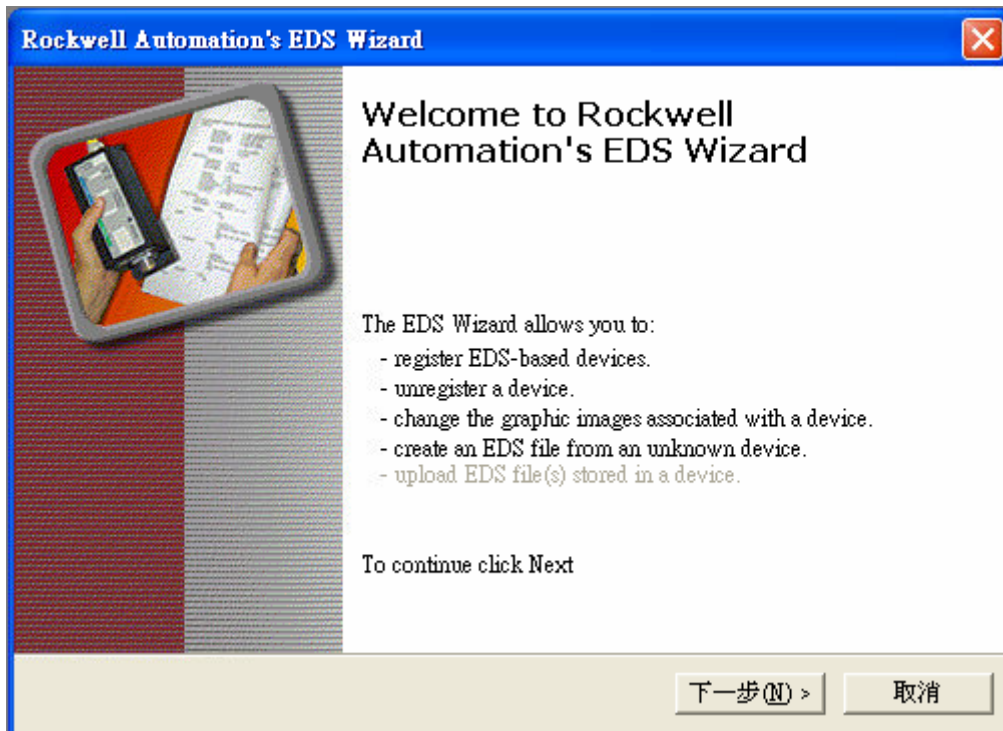 Rockwell Automation's EDS Wizard
Welcome to Rockwell
Automation's EDS Wizard
The EDS Wizard allows you to:
- register EDS-based devices.
- unregister a device.
- change the graphic images associated with a device.
- create an EDS file from an unknown device.
- upload EDS file(s) stored in a device.
To continue click Next
下一步(N) >
取消